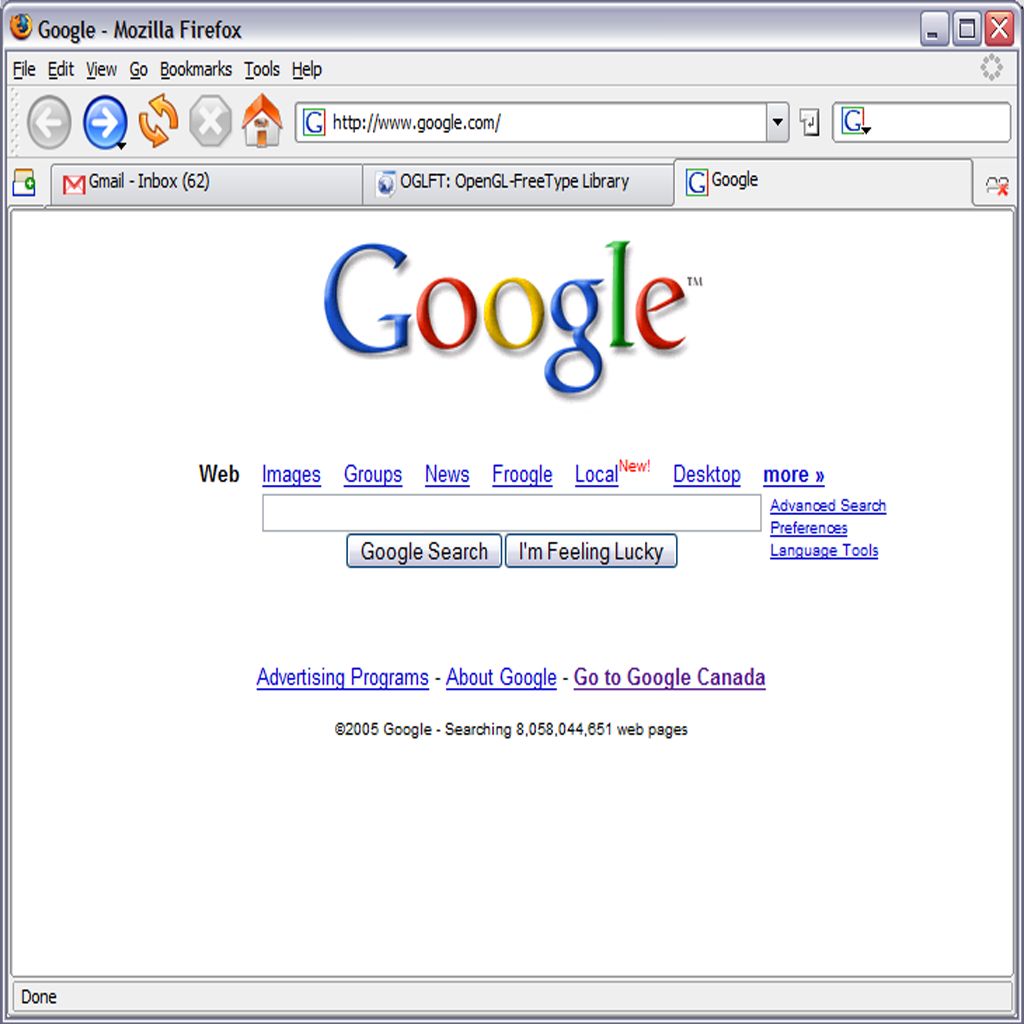 Google - Mozilla Firefox
File Edit View Go Bookmarks Tools Help
http://www.google.com/
Gmail - Inbox (62) OGLFT: OpenGL-FreeType Library Google
Google™
Web Images Groups News Froogle Local New! Desktop more »
Advanced Search
Preferences
Language Tools
Google Search I'm Feeling Lucky
Advertising Programs - About Google - Go to Google Canada
©2005 Google - Searching 8,058,044,651 web pages
Done